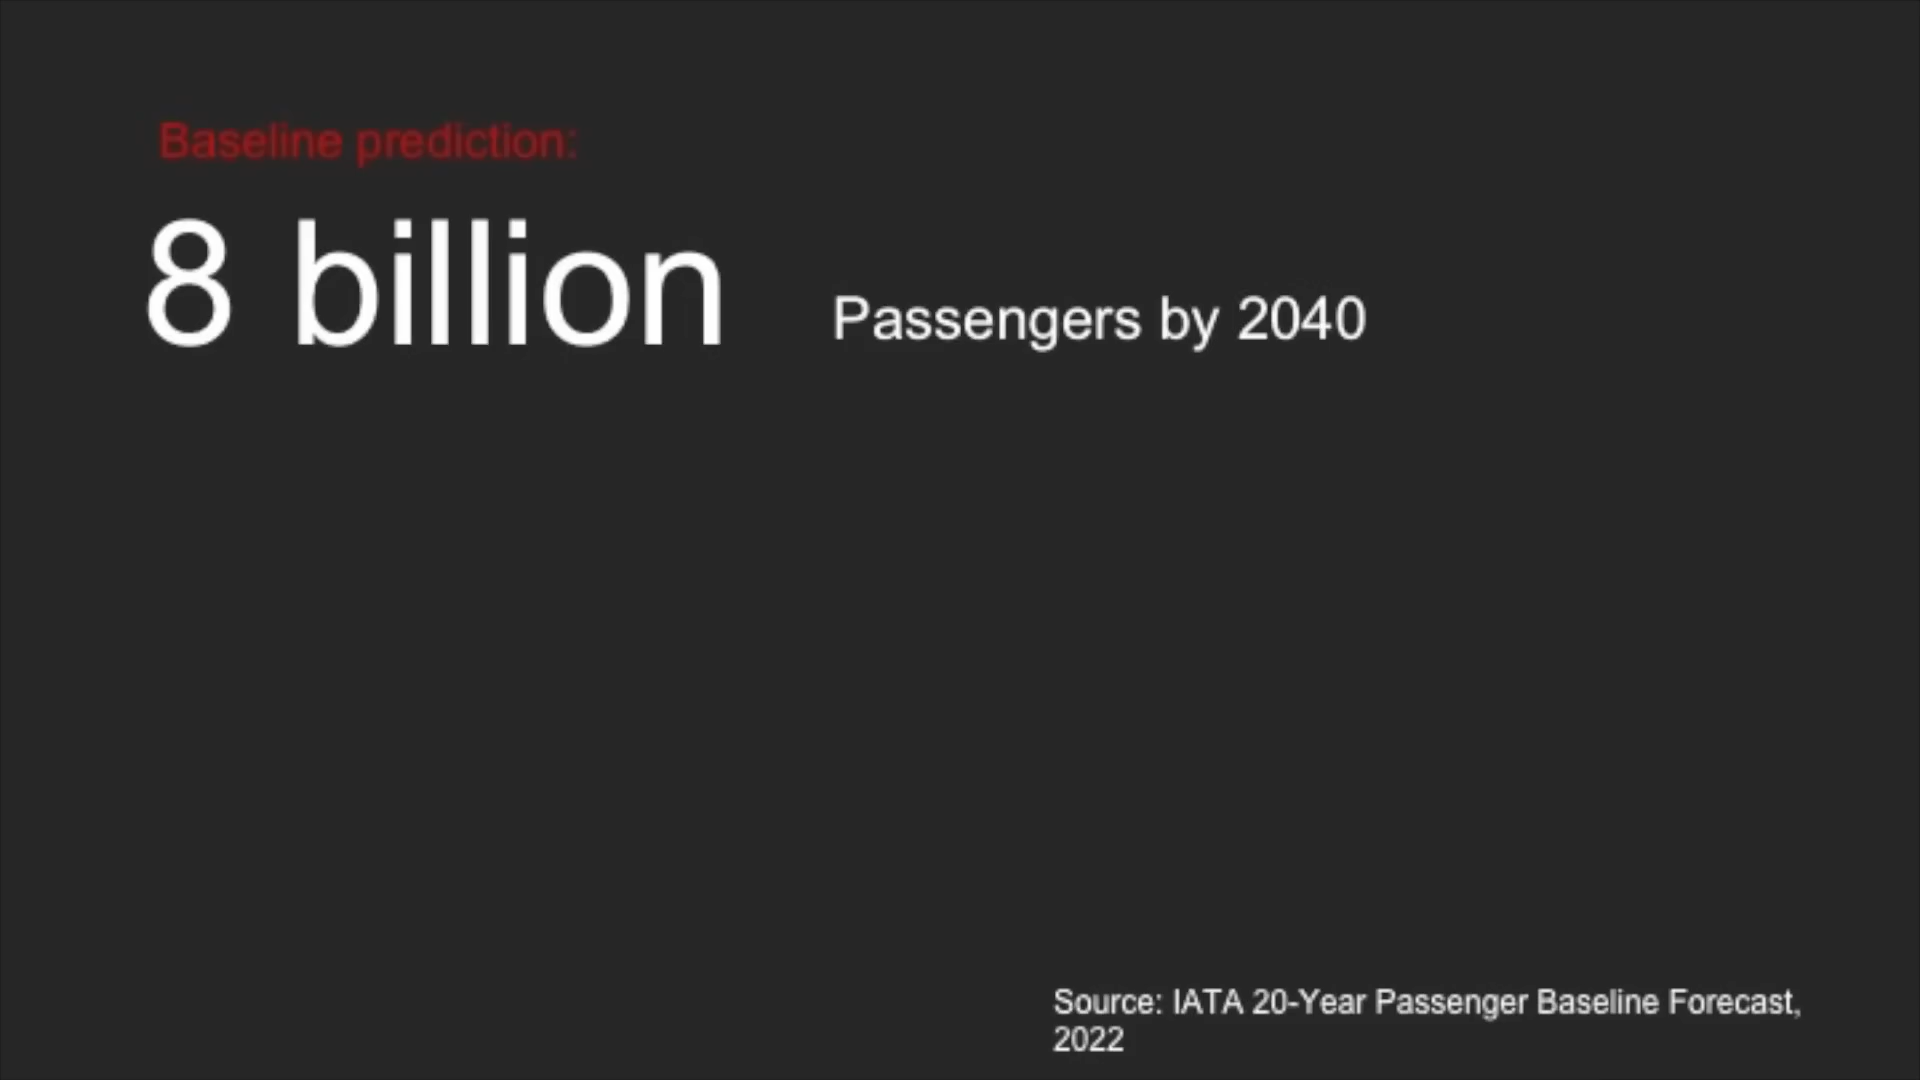 Baseline prediction:
8 billion
Passengers by 2040
Source: IATA 20-Year Passenger Baseline Forecast,
2022